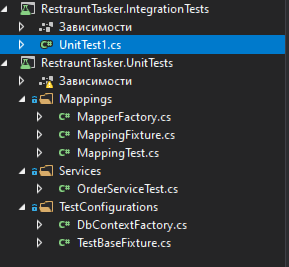 RestrauntTasker.IntegrationTests
Зависимости
C# UnitTest1.cs
RestrauntTasker.UnitTests
Зависимости
Mappings
C# MapperFactory.cs
C# MappingFixture.cs
C# MappingTest.cs
Services
C# OrderServiceTest.cs
TestConfigurations
C# DbContextFactory.cs
C# TestBaseFixture.cs